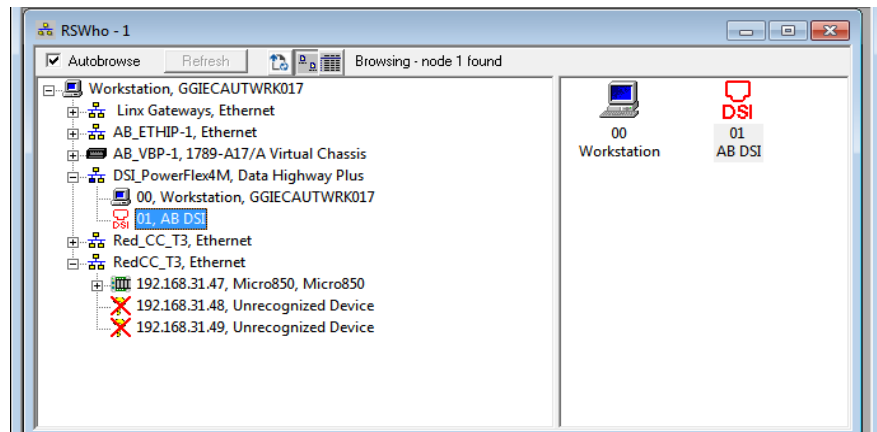 RSWho - 1
Autobrowse Refresh Browsing - node 1 found
Workstation, GGIECAUTWRK017
Linx Gateways, Ethernet
AB_ETHIP-1, Ethernet
AB_VBP-1, 1789-A17/A Virtual Chassis
DSI_PowerFlex4M, Data Highway Plus
00, Workstation, GGIECAUTWRK017
01, AB DSI
Red_CC_T3, Ethernet
RedCC_T3, Ethernet
192.168.31.47, Micro850, Micro850
192.168.31.48, Unrecognized Device
192.168.31.49, Unrecognized Device
DSI
00 01
Workstation AB DSI